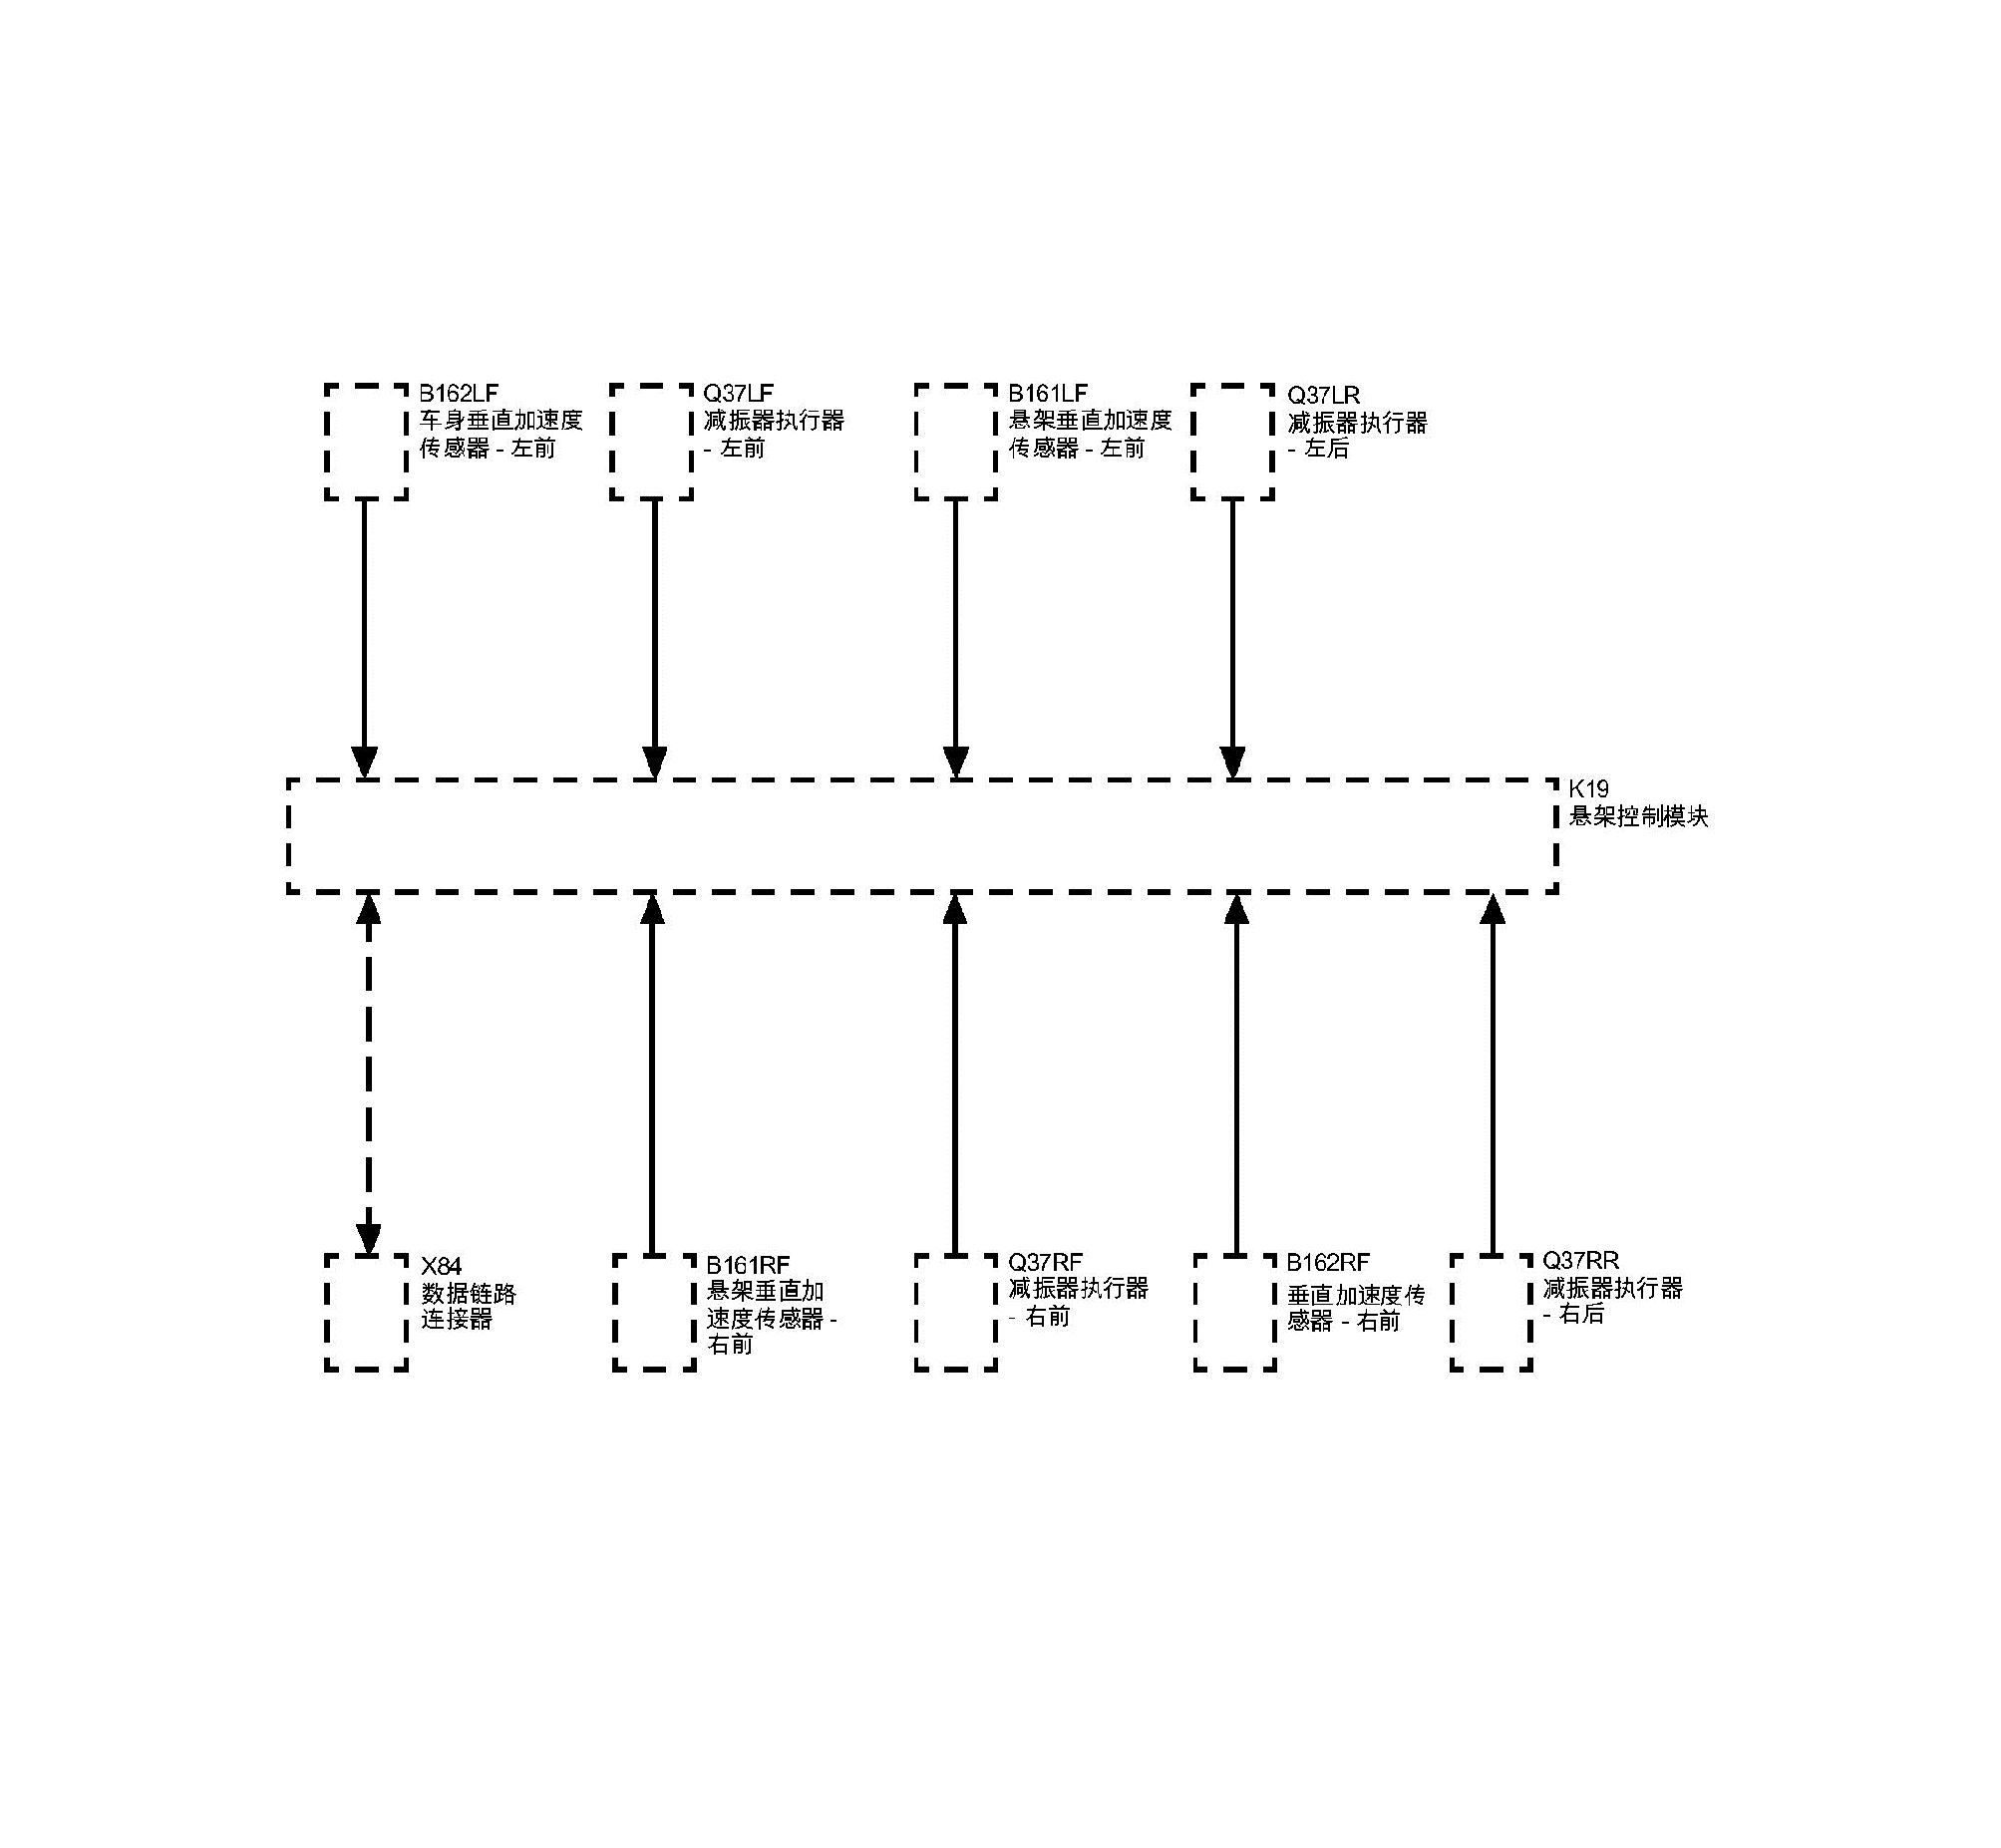 B162LF
车身垂直加速度
传感器 - 左前
Q37LF
减振器执行器
- 左前
B161LF
悬架垂直加速度
传感器 - 左前
Q37LR
减振器执行器
- 左后
K19
悬架控制模块
X84
数据链路
连接器
B161RF
悬架垂直加
速度传感器 -
右前
Q37RF
减振器执行器
- 右前
B162RF
垂直加速度传
感器 - 右前
Q37RR
减振器执行器
- 右后